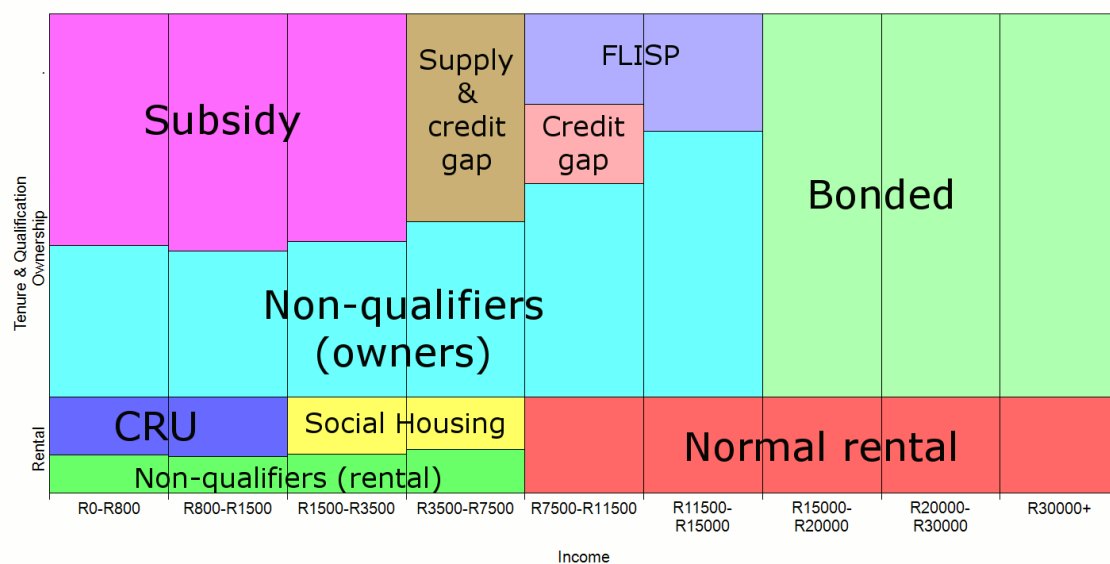 Supply
&
credit
gap
FLISP
Subsidy
Credit
gap
Bonded
Tenure & Qualification
Ownership
Non-qualifiers
(owners)
Rental
CRU
Social Housing
Normal rental
Non-qualifiers (rental)
R0-R800
R800-R1500
R1500-R3500
R3500-R7500
R7500-R11500
R11500-
R15000
R15000-
R20000
R20000-
R30000
R30000+
Income